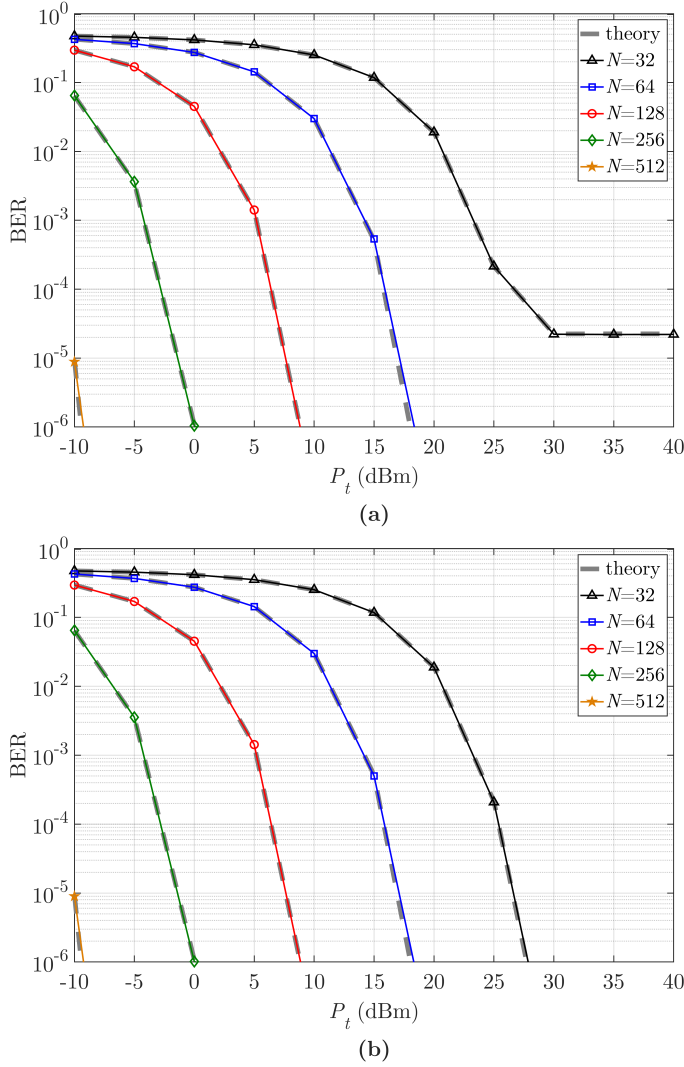 10^0
10^-1
10^-2
10^-3
10^-4
10^-5
10^-6
BER
-10 -5 0 5 10 15 20 25 30 35 40
P_t (dBm)
theory
N=32
N=64
N=128
N=256
N=512
(a)
10^0
10^-1
10^-2
10^-3
10^-4
10^-5
10^-6
BER
-10 -5 0 5 10 15 20 25 30 35 40
P_t (dBm)
theory
N=32
N=64
N=128
N=256
N=512
(b)